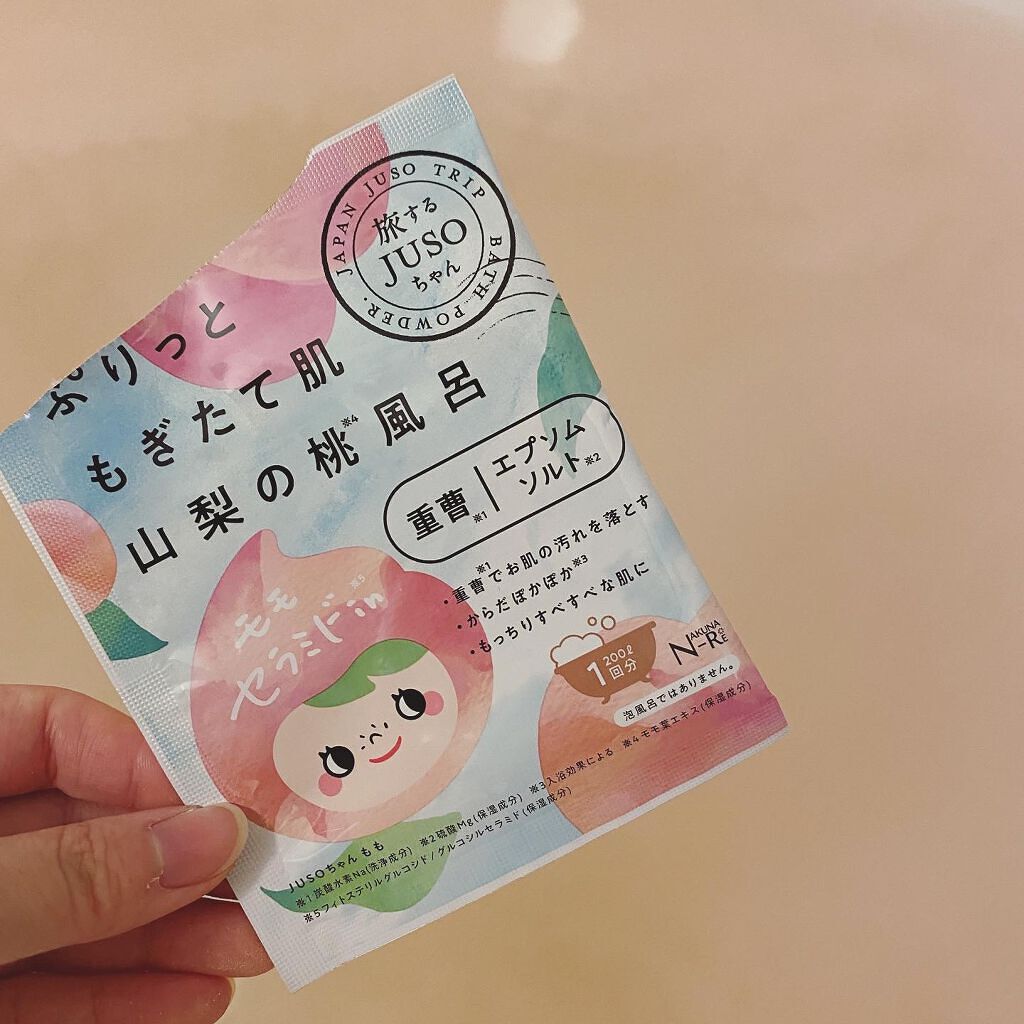 JAPAN JUSO TRIP
旅する
JUSO
ちゃん
BATH POWDER.
ぷりっと
もぎたて肌
山梨の桃※4風呂
重曹※1
エプソム
ソルト※2
・重曹※1でお肌の汚れを落とす
・からだぽかぽか※3
・もっちりすべすべな肌に
モモ
セラミドin※5
200ℓ
1回分
NAKUNA-RE
泡風呂ではありません。
JUSOちゃん もも
※1炭酸水素Na(洗浄成分) ※2硫酸Mg(保湿成分) ※3入浴効果による ※4モモ葉エキス(保湿成分)
※5フィトステリルグルコシド/グルコシルセラミド(保湿成分)